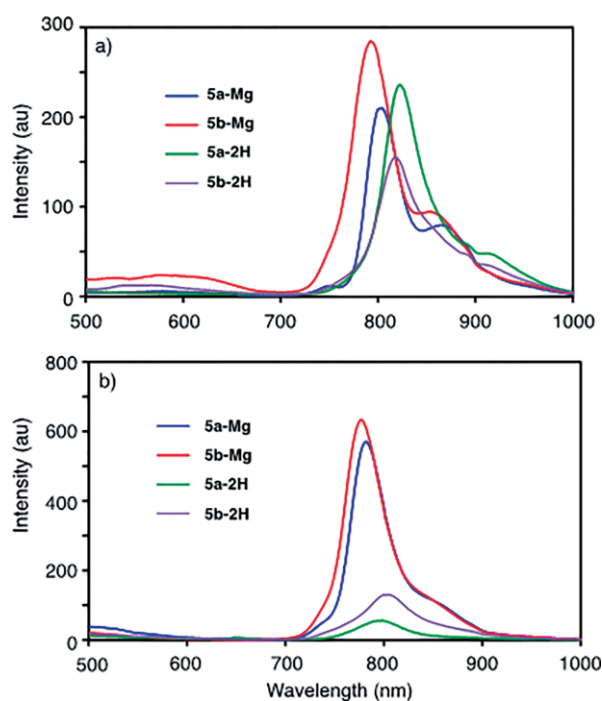 a)
300
200
100
0
Intensity (au)
5a-Mg
5b-Mg
5a-2H
5b-2H
500 600 700 800 900 1000
b)
800
600
400
200
0
Intensity (au)
5a-Mg
5b-Mg
5a-2H
5b-2H
500 600 700 800 900 1000
Wavelength (nm)